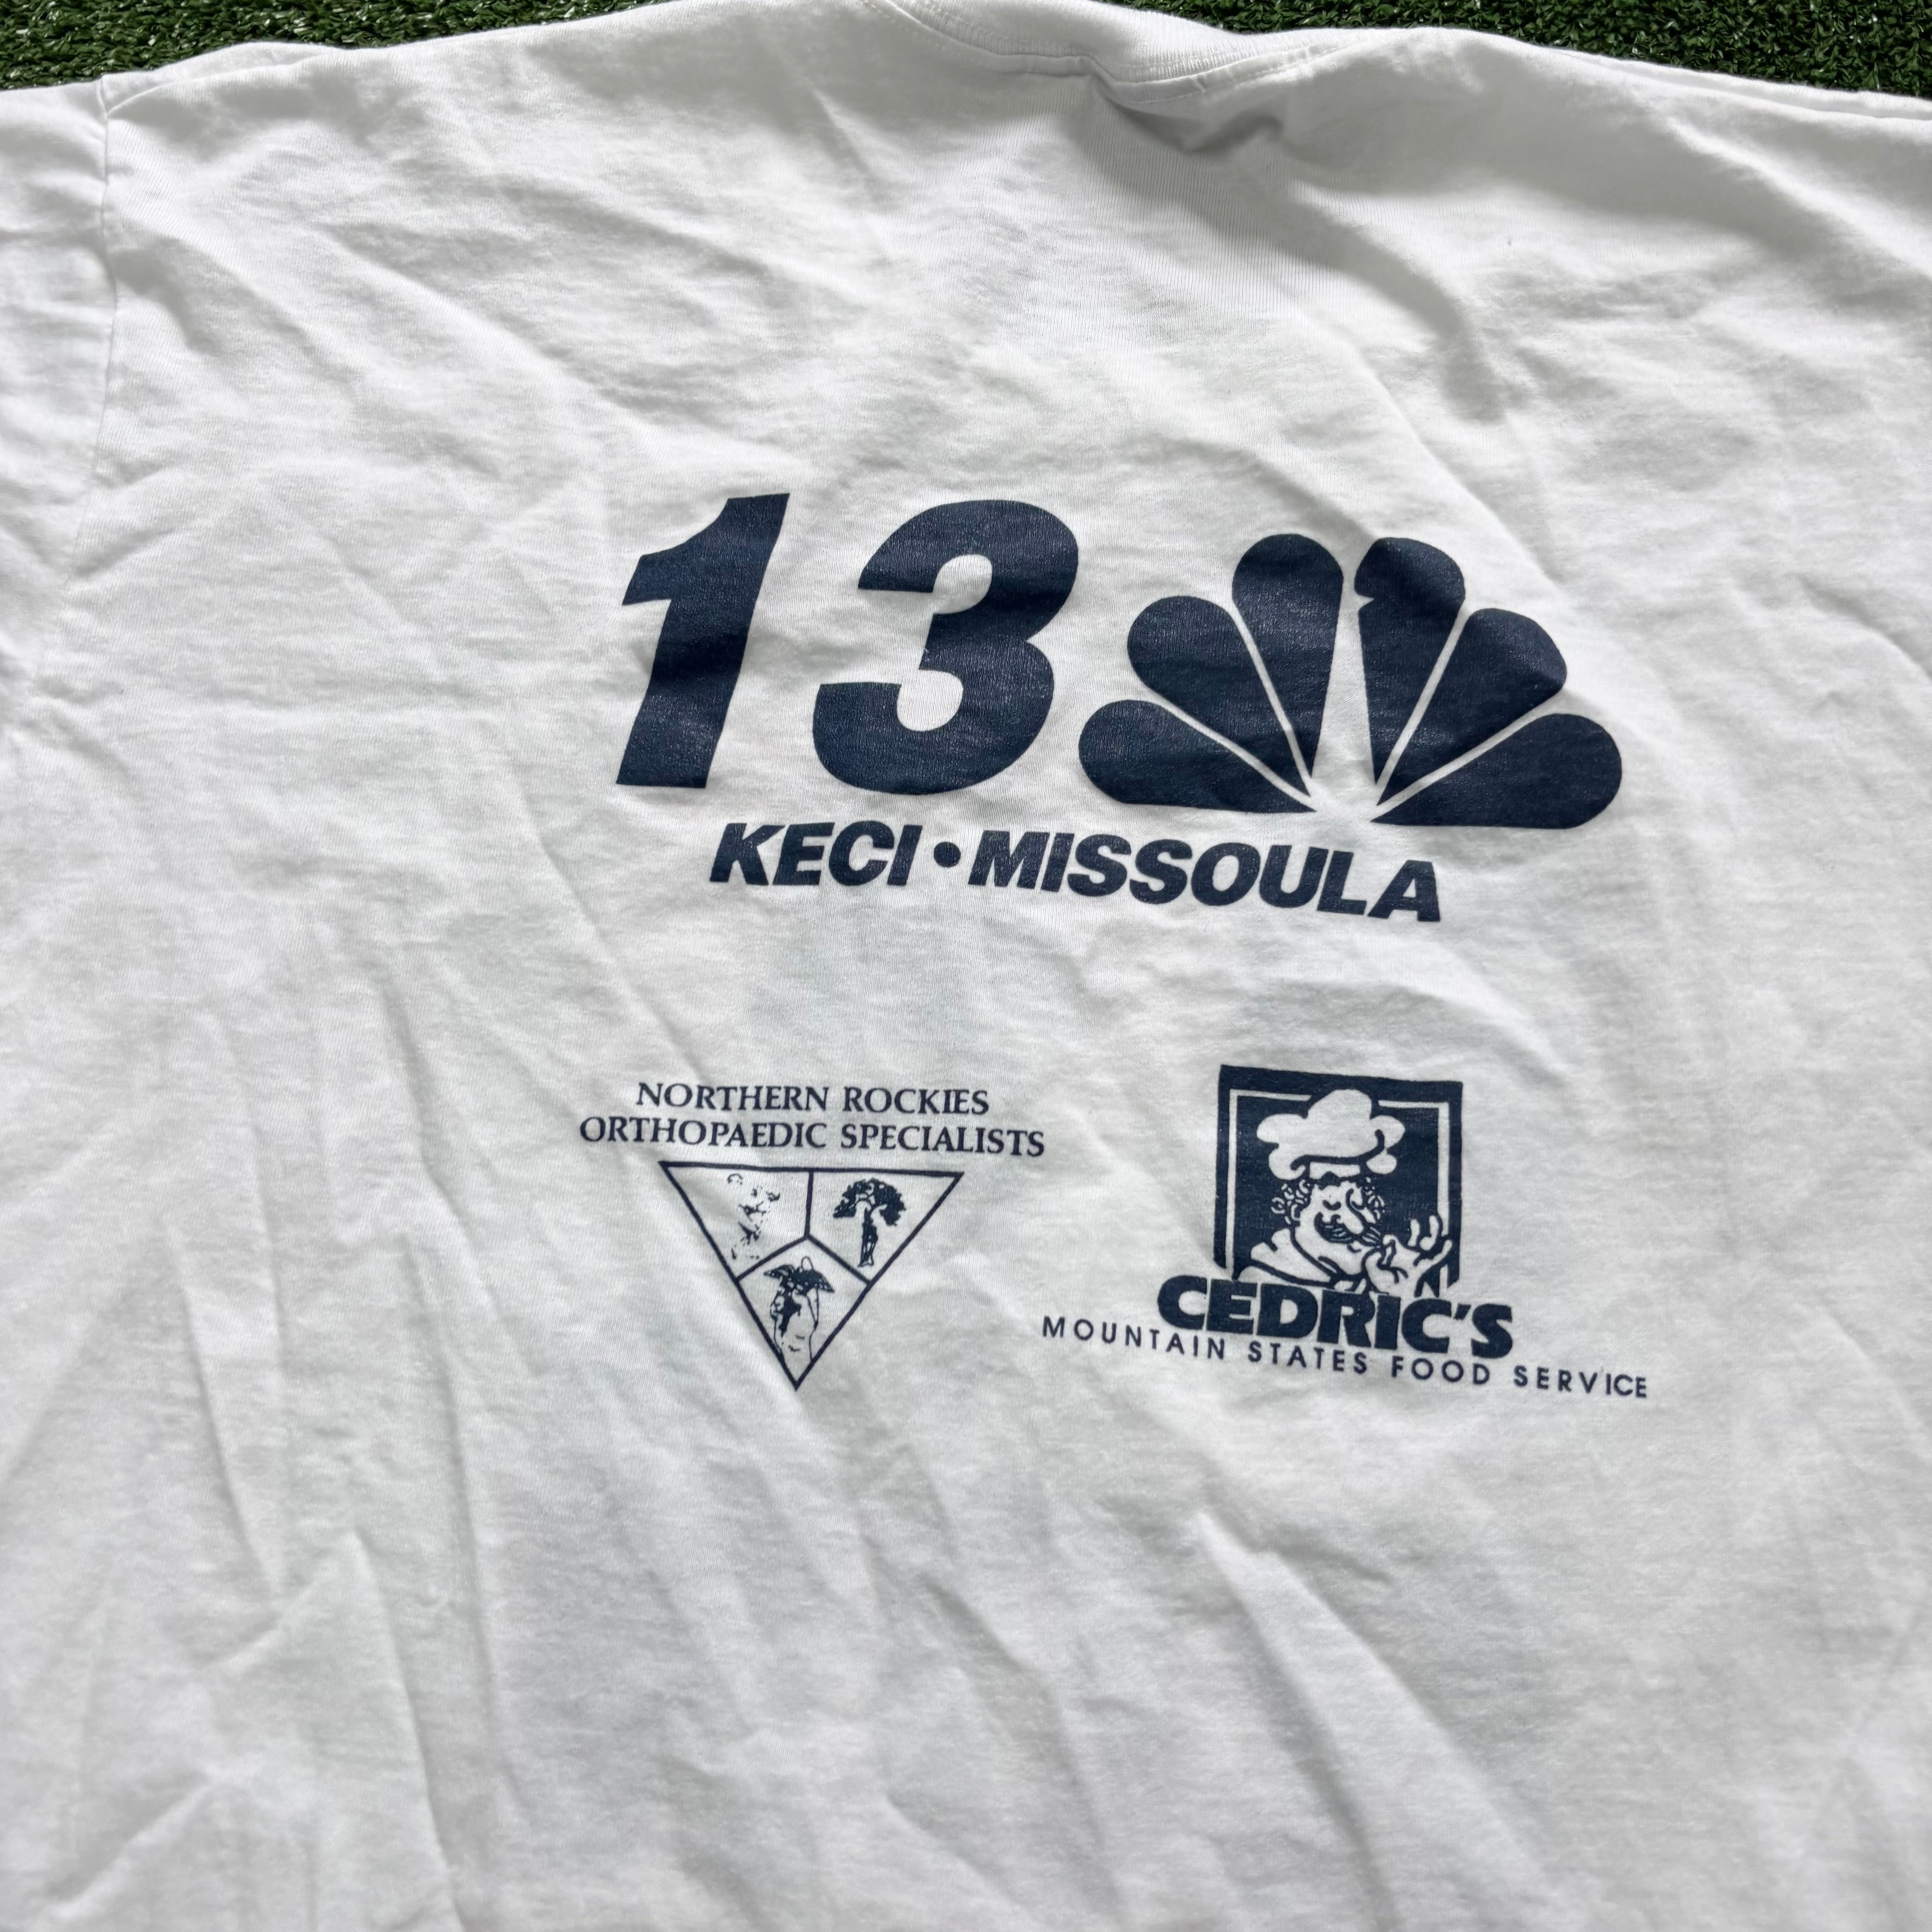 13
KECI • MISSOULA
NORTHERN ROCKIES
ORTHOPAEDIC SPECIALISTS
CEDRIC'S
MOUNTAIN STATES FOOD SERVICE